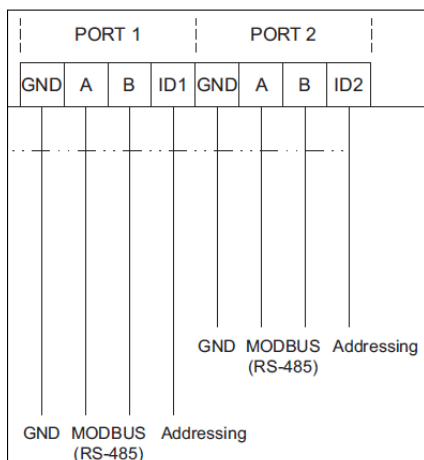 PORT 1 PORT 2
GND A B ID1 GND A B ID2
GND MODBUS Addressing
(RS-485)
GND MODBUS Addressing
(RS-485)